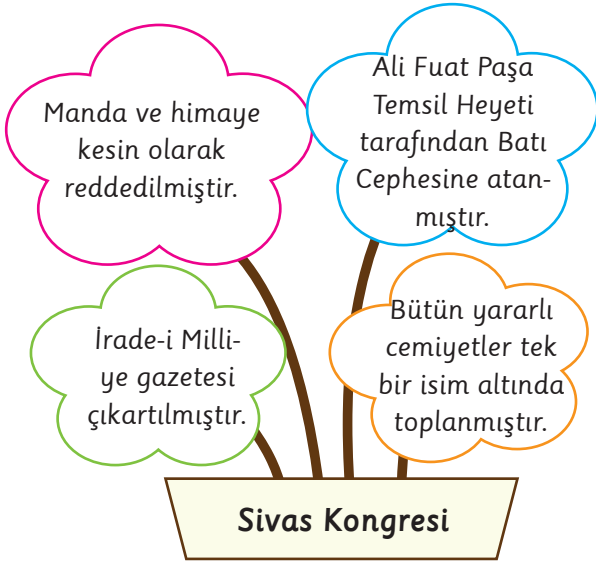 Manda ve himaye
kesin olarak
reddedilmiştir.
Ali Fuat Paşa
Temsil Heyeti
tarafından Batı
Cephesine atan-
mıştır.
İrade-i Milli-
ye gazetesi
çıkartılmıştır.
Bütün yararlı
cemiyetler tek
bir isim altında
toplanmıştır.
Sivas Kongresi